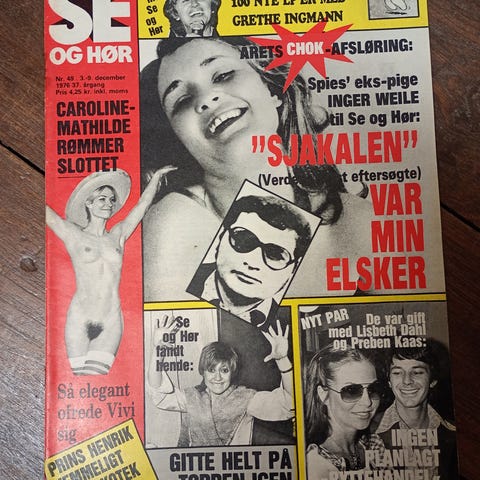 SE
OG HØR
Se
og
Hør
100 NYE LP'ER MED
GRETHE INGMANN
Nr. 49 . 3.-9. december
1976 37. årgang
Pris 4,25 kr. inkl. moms
CAROLINE-
MATHILDE
RØMMER
SLOTTET
Så elegant
ofrede Vivi
sig
PRINS HENRIK
ÅRETS CHOK-AFSLØRING:
Spies' eks-pige
INGER WEILE
til Se og Hør:
"SJAKALEN"
eftersøgte)
VAR
MIN
ELSKER
Se
og Hør
fandt
hende:
GITTE HELT PÅ
TOPPEN IGEN
NYT PAR
De var gift
med Lisbeth Dahl
og Preben Kaas:
INGEN
PLANLAGT